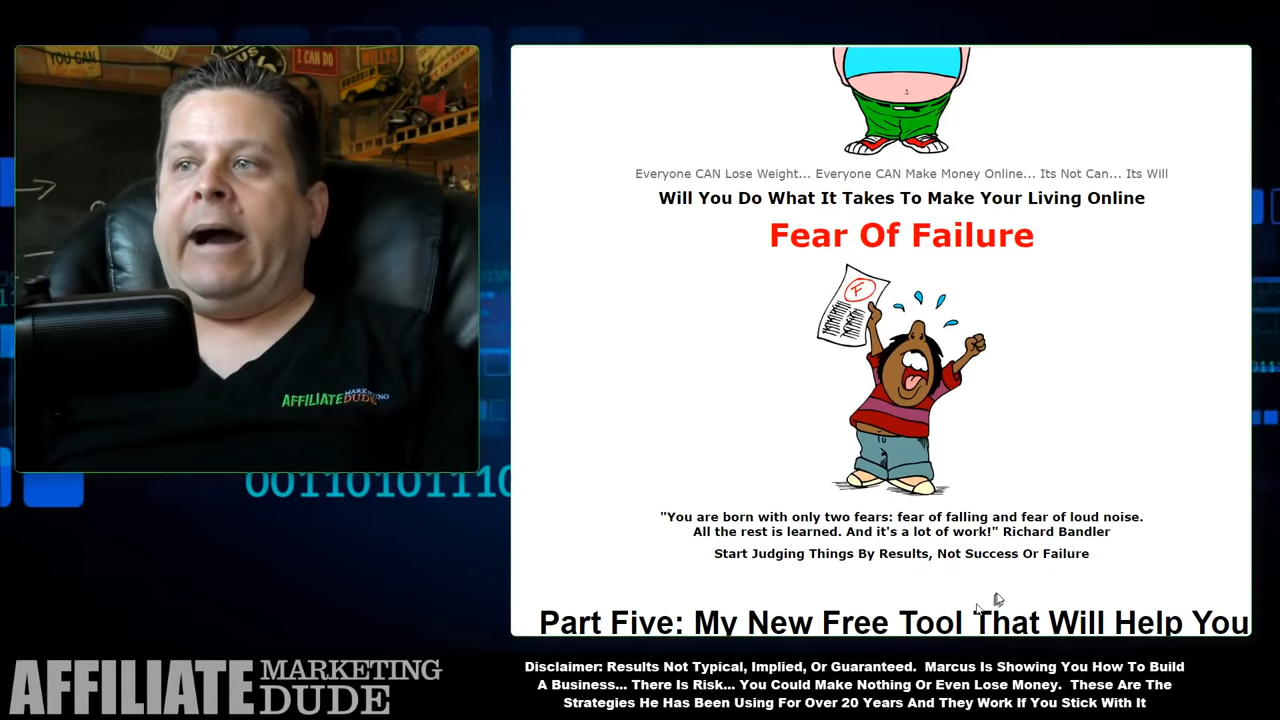 YOU CAN
I CAN DO
WILLYS
AFFILIATE MARKETING
DUDE
00110101110
Everyone CAN Lose Weight... Everyone CAN Make Money Online... Its Not Can... Its Will
Will You Do What It Takes To Make Your Living Online
Fear Of Failure
F
"You are born with only two fears: fear of falling and fear of loud noise.
All the rest is learned. And it's a lot of work!" Richard Bandler
Start Judging Things By Results, Not Success Or Failure
Part Five: My New Free Tool That Will Help You
AFFILIATE MARKETING
DUDE
Disclaimer: Results Not Typical, Implied, Or Guaranteed. Marcus Is Showing You How To Build
A Business... There Is Risk... You Could Make Nothing Or Even Lose Money. These Are The
Strategies He Has Been Using For Over 20 Years And They Work If You Stick With It